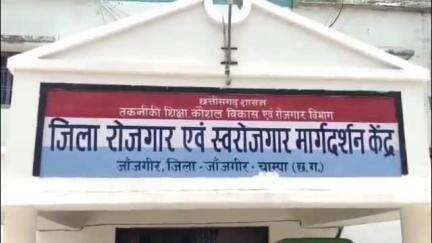 छत्तीसगढ़ शासन
तकनीकी शिक्षा, कौशल विकास एवं रोजगार विभाग
जिला रोजगार एवं स्वरोजगार मार्गदर्शन केंद्र
जाँजगीर, जिला - जाँजगीर - चाम्पा (छ.ग.)